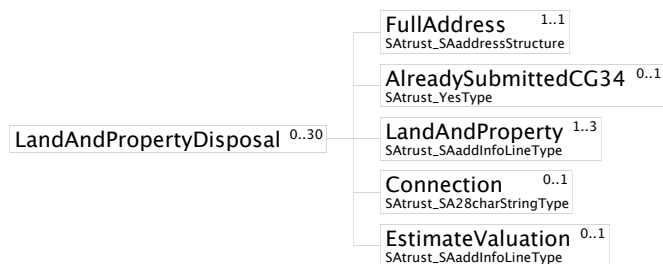 FullAddress 1..1
SAtrust_SAaddressStructure
AlreadySubmittedCG34 0..1
SAtrust_YesType
LandAndPropertyDisposal 0..30
LandAndProperty 1..3
SAtrust_SAaddInfoLineType
Connection 0..1
SAtrust_SA28charStringType
EstimateValuation 0..1
SAtrust_SAaddInfoLineType